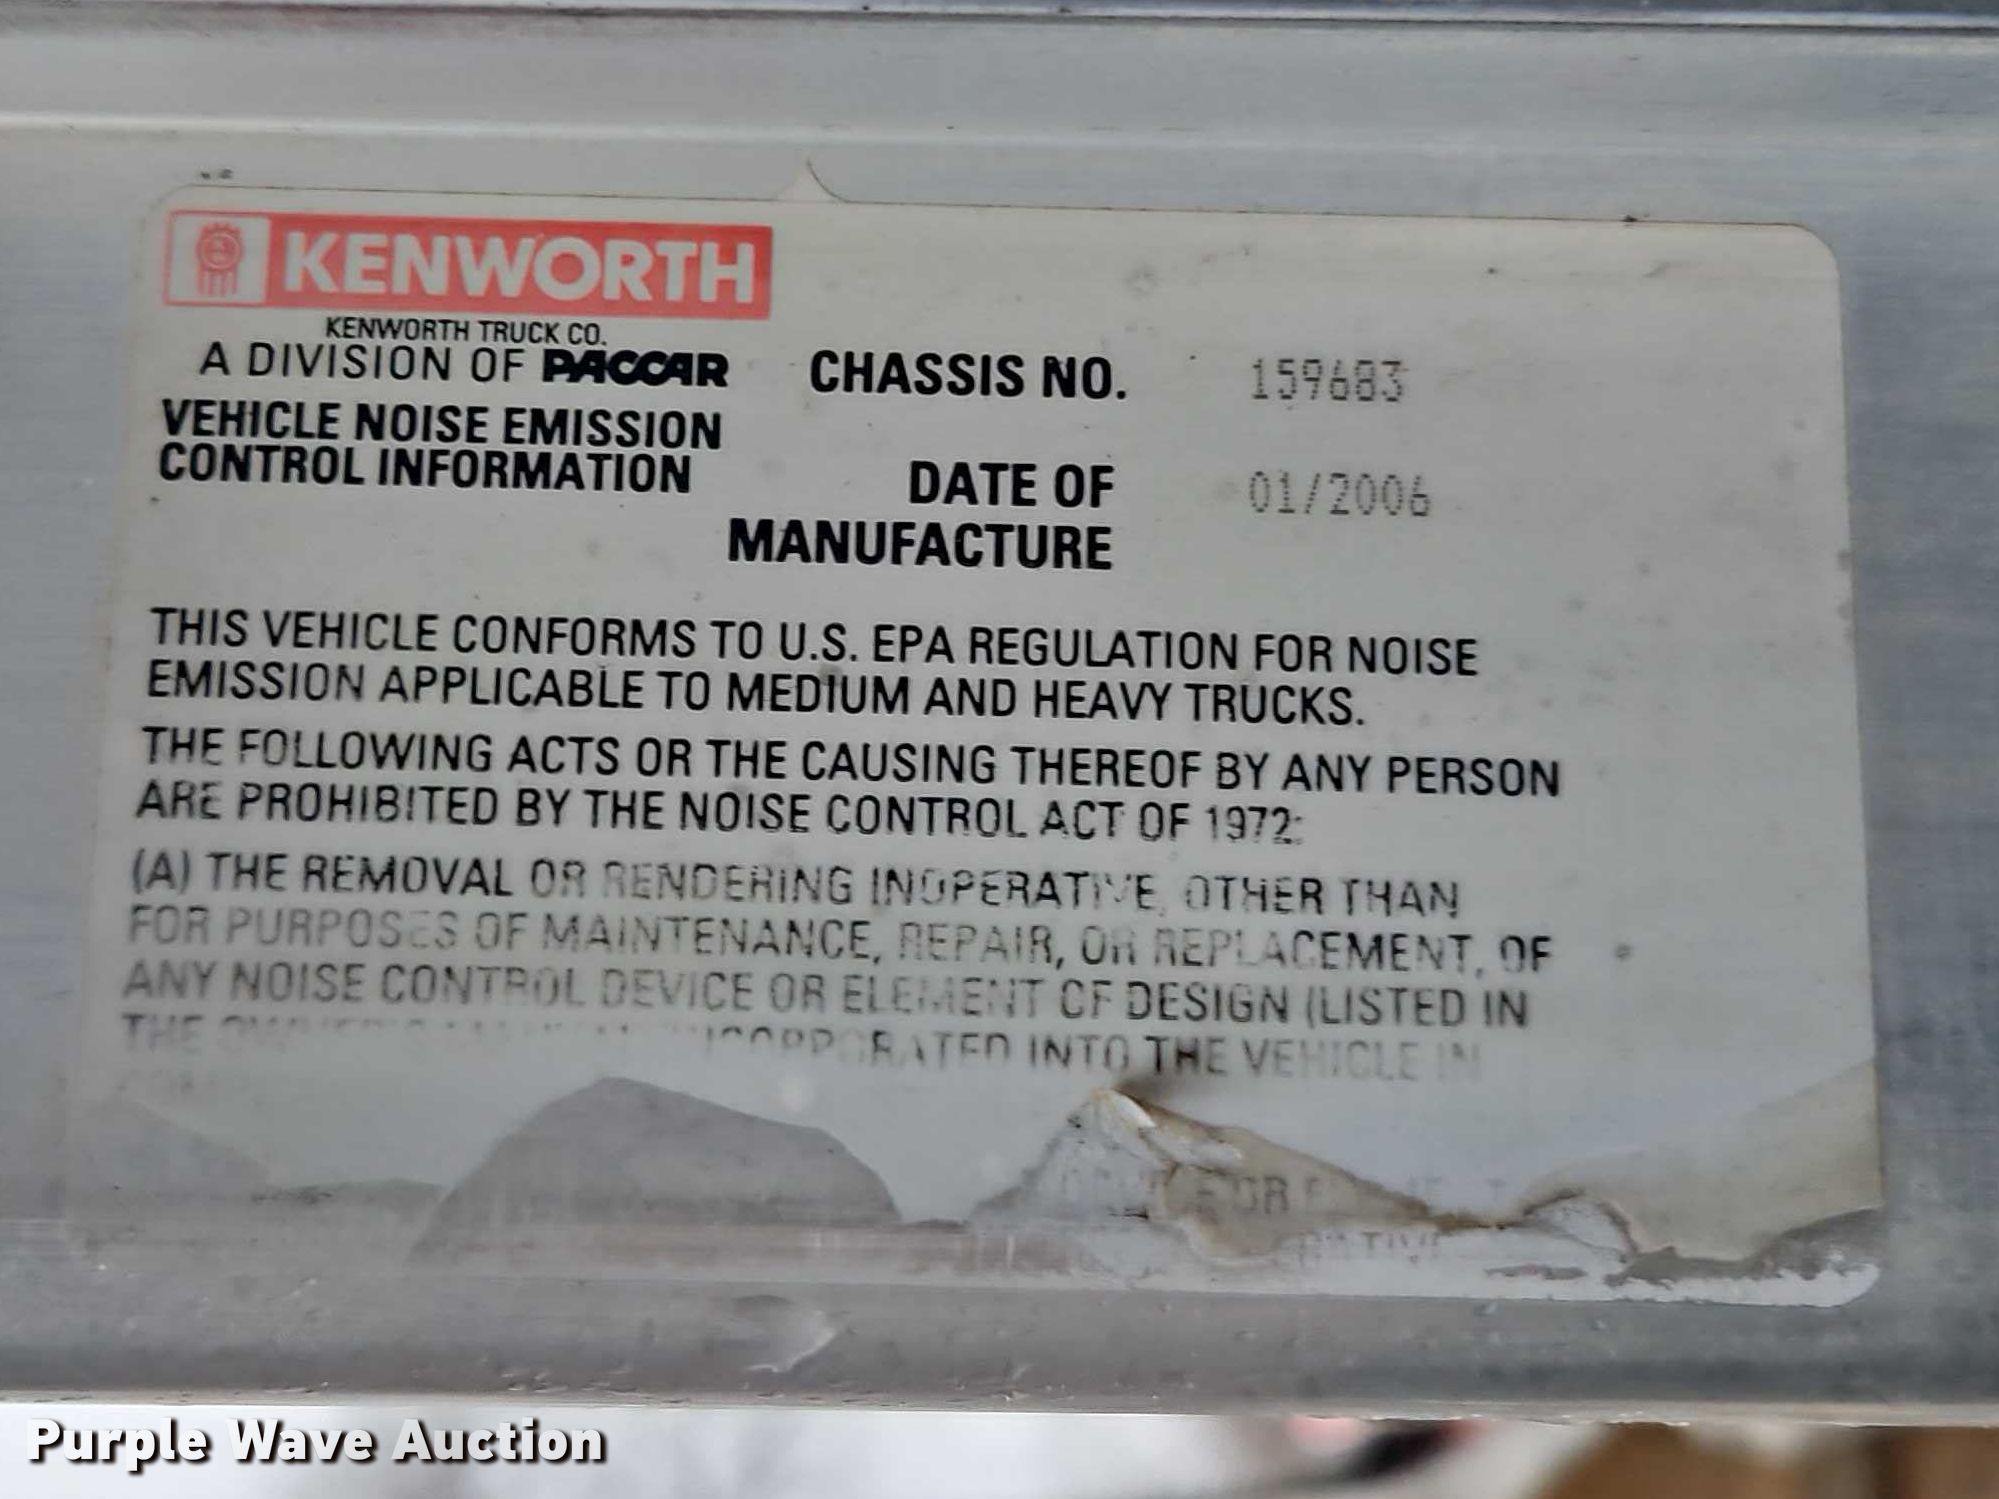 KENWORTH
KENWORTH TRUCK CO.
A DIVISION OF PACCAR
VEHICLE NOISE EMISSION
CONTROL INFORMATION
CHASSIS NO. 159683
DATE OF MANUFACTURE 01/2006
THIS VEHICLE CONFORMS TO U.S. EPA REGULATION FOR NOISE
EMISSION APPLICABLE TO MEDIUM AND HEAVY TRUCKS.
THE FOLLOWING ACTS OR THE CAUSING THEREOF BY ANY PERSON
ARE PROHIBITED BY THE NOISE CONTROL ACT OF 1972:
(A) THE REMOVAL OR RENDERING INOPERATIVE, OTHER THAN
FOR PURPOSES OF MAINTENANCE, REPAIR, OR REPLACEMENT, OF
ANY NOISE CONTROL DEVICE OR ELEMENT OF DESIGN (LISTED IN
THE INCORPORATED INTO THE VEHICLE IN
FOR
Purple Wave Auction